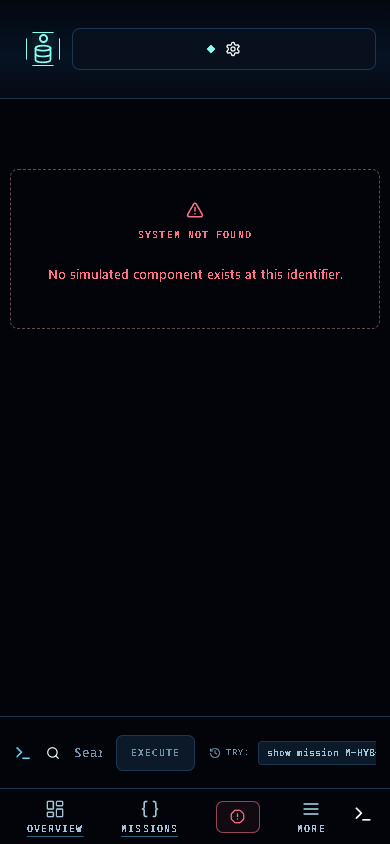 SYSTEM NOT FOUND
No simulated component exists at this identifier.
Sear
EXECUTE
TRY:
show mission M-HYB
OVERVIEW
MISSIONS
MORE